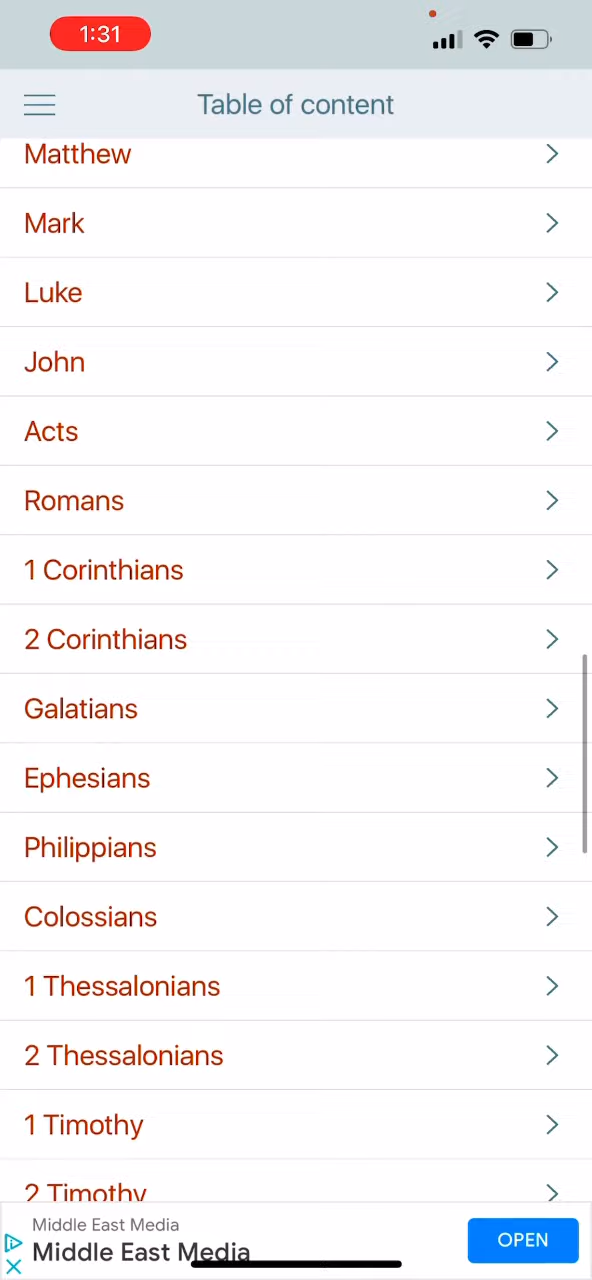 1:31
Table of content
Matthew
Mark
Luke
John
Acts
Romans
1 Corinthians
2 Corinthians
Galatians
Ephesians
Philippians
Colossians
1 Thessalonians
2 Thessalonians
1 Timothy
2 Timothy
Middle East Media
Middle East Media
OPEN